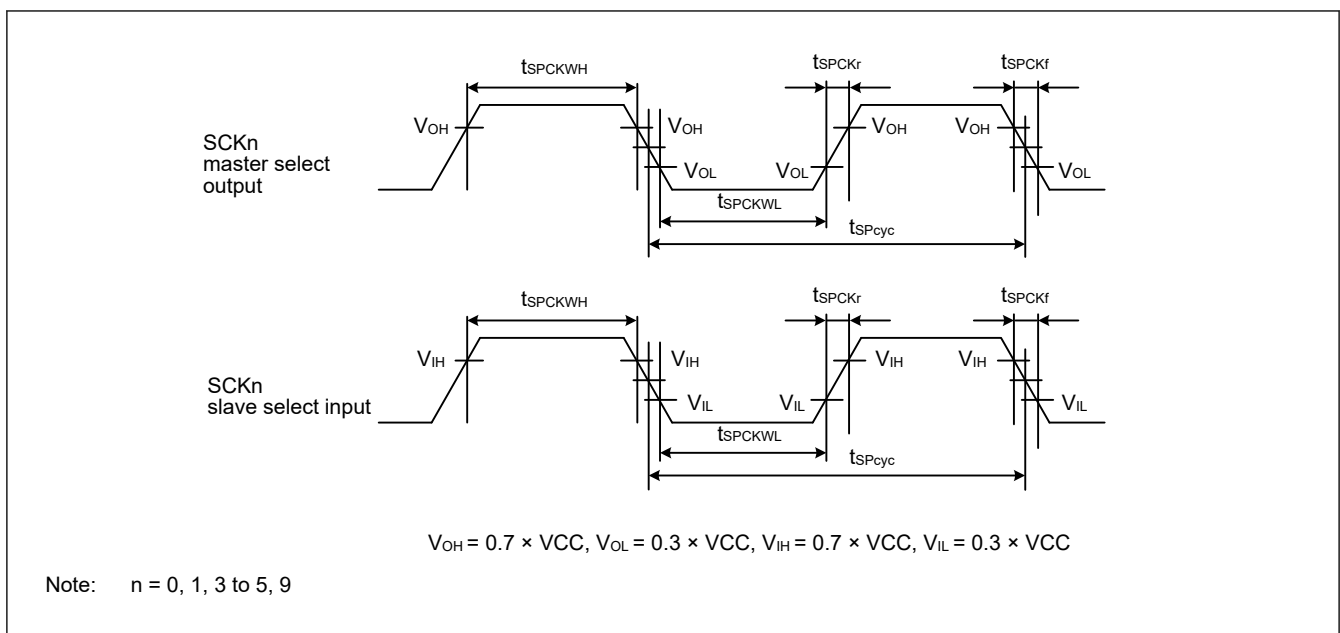 tSPCKWH
tSPCKr
tSPCKf
VOH
VOH
VOH
VOH
SCKn
master select
output
VOL
VOL
VOL
tSPCKWL
tSPcyc
tSPCKWH
tSPCKr
tSPCKf
VIH
VIH
VIH
VIH
SCKn
slave select input
VIL
VIL
VIL
tSPCKWL
tSPcyc
VOH = 0.7 × VCC, VOL = 0.3 × VCC, VIH = 0.7 × VCC, VIL = 0.3 × VCC
Note: n = 0, 1, 3 to 5, 9